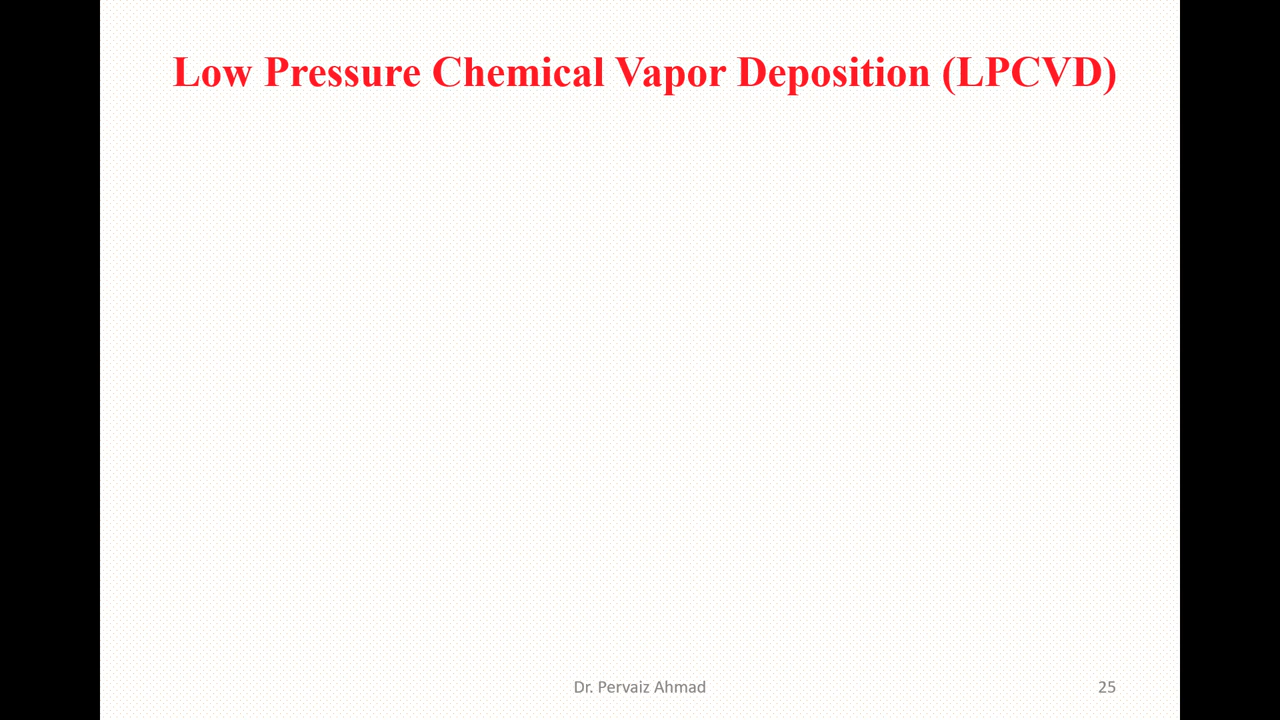 Low Pressure Chemical Vapor Deposition (LPCVD)
Dr. Pervaiz Ahmad
25